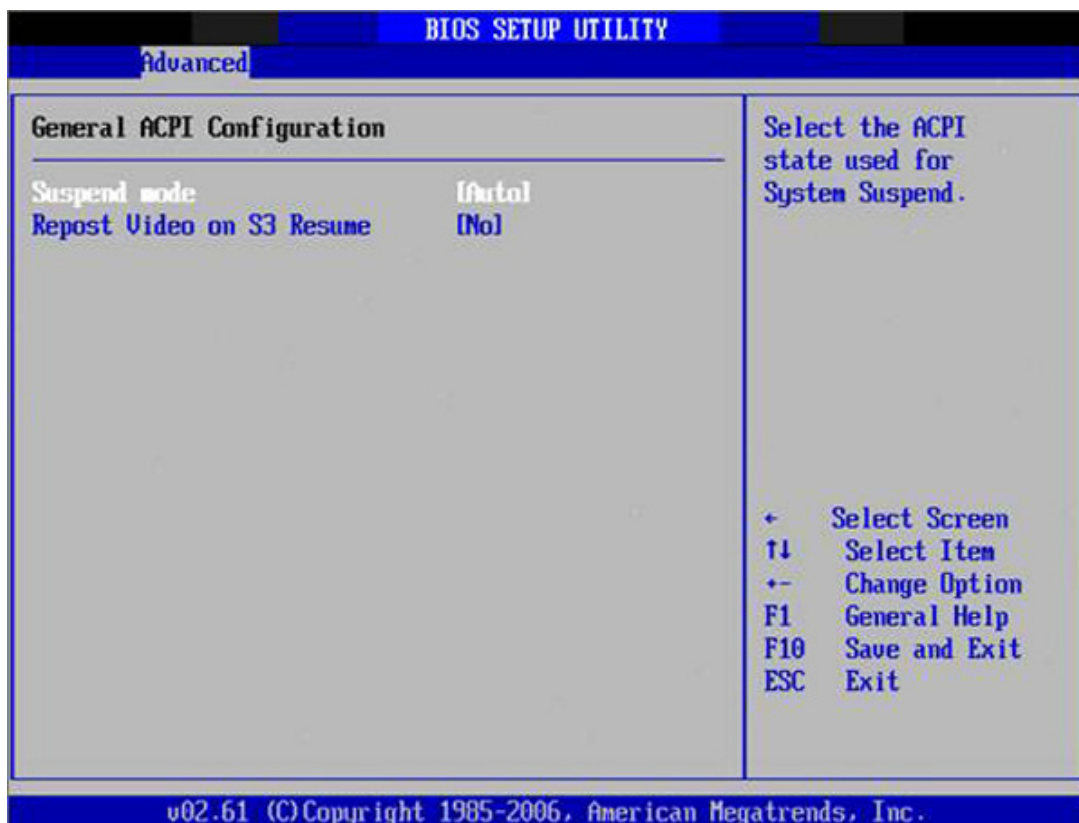 BIOS SETUP UTILITY
Advanced
General ACPI Configuration
Suspend mode [Auto]
Repost Video on S3 Resume [No]
Select the ACPI
state used for
System Suspend.
← Select Screen
↑↓ Select Item
+- Change Option
F1 General Help
F10 Save and Exit
ESC Exit
v02.61 (C)Copyright 1985-2006, American Megatrends, Inc.